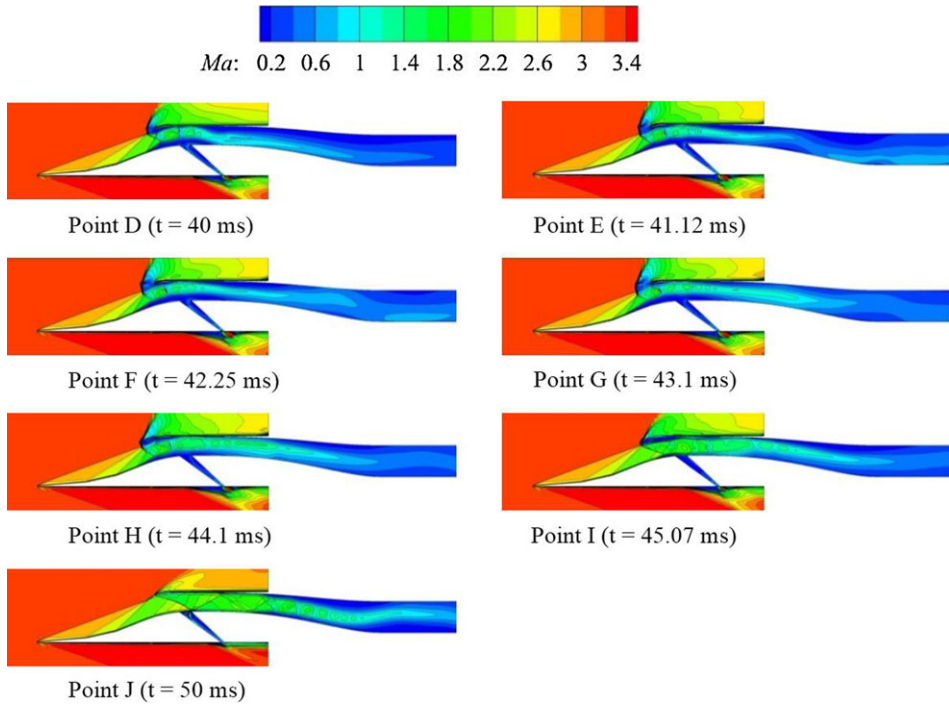 Ma: 0.2 0.6 1 1.4 1.8 2.2 2.6 3 3.4
Point D (t = 40 ms)
Point E (t = 41.12 ms)
Point F (t = 42.25 ms)
Point G (t = 43.1 ms)
Point H (t = 44.1 ms)
Point I (t = 45.07 ms)
Point J (t = 50 ms)